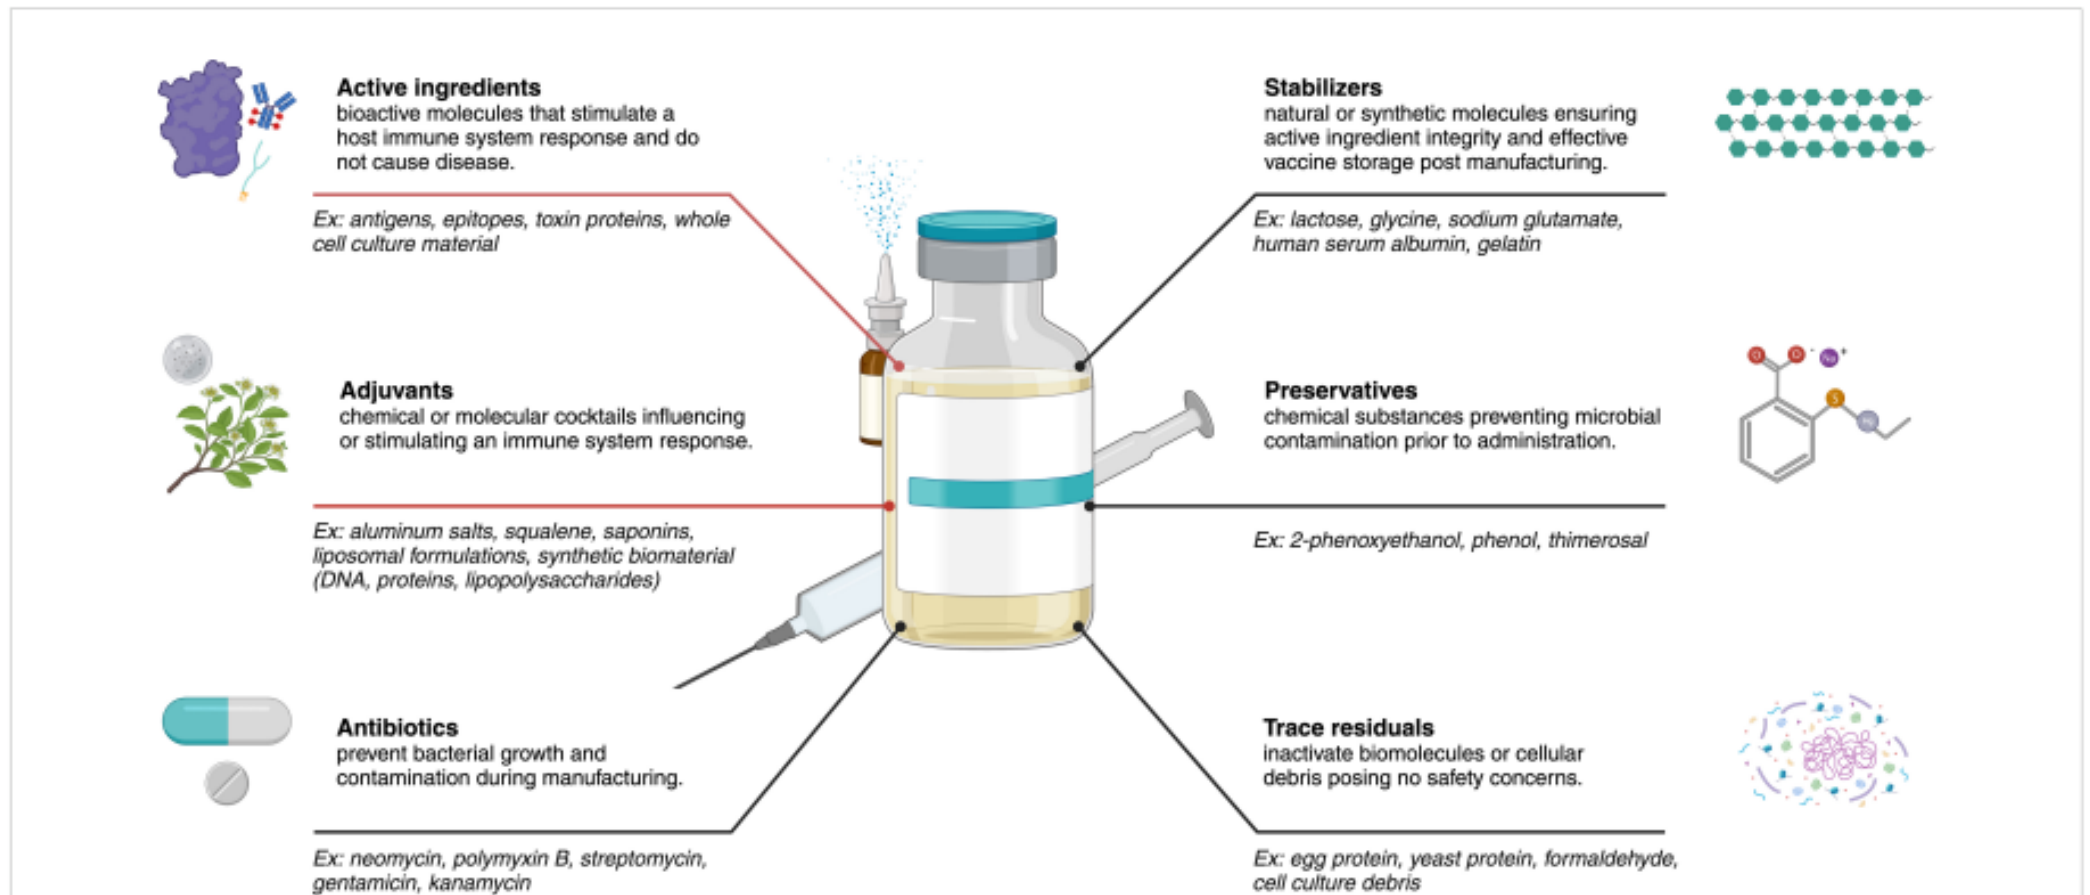 Active ingredients
bioactive molecules that stimulate a
host immune system response and do
not cause disease.
Ex: antigens, epitopes, toxin proteins, whole
cell culture material
Adjuvants
chemical or molecular cocktails influencing
or stimulating an immune system response.
Ex: aluminum salts, squalene, saponins,
liposomal formulations, synthetic biomaterial
(DNA, proteins, lipopolysaccharides)
Antibiotics
prevent bacterial growth and
contamination during manufacturing.
Ex: neomycin, polymyxin B, streptomycin,
gentamicin, kanamycin
Stabilizers
natural or synthetic molecules ensuring
active ingredient integrity and effective
vaccine storage post manufacturing.
Ex: lactose, glycine, sodium glutamate,
human serum albumin, gelatin
Preservatives
chemical substances preventing microbial
contamination prior to administration.
O O - Na +
S
Hg
Ex: 2-phenoxyethanol, phenol, thimerosal
Trace residuals
inactivate biomolecules or cellular
debris posing no safety concerns.
Ex: egg protein, yeast protein, formaldehyde,
cell culture debris